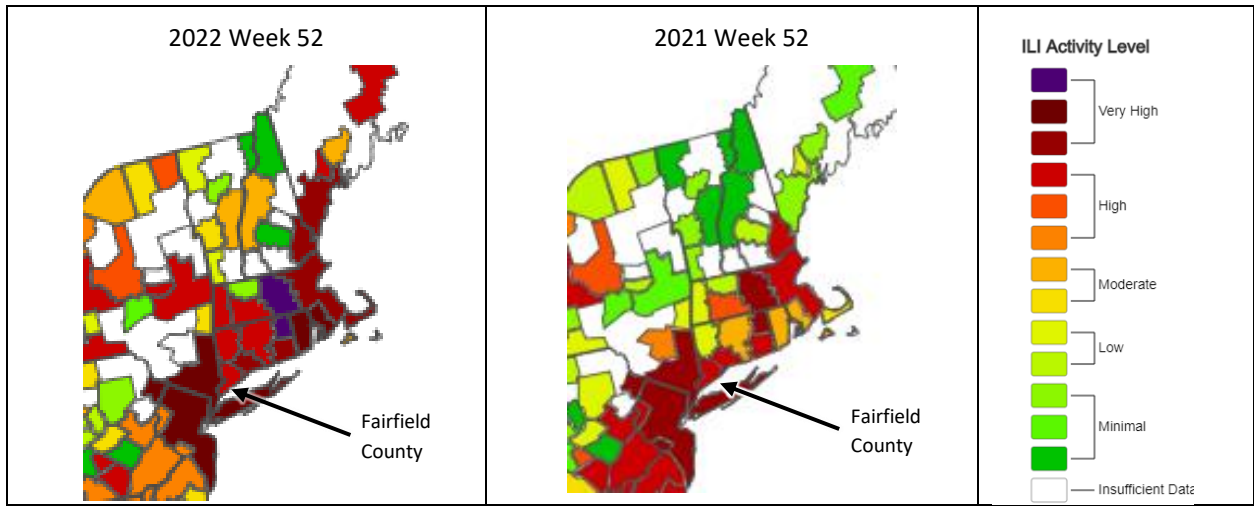 2022 Week 52
Fairfield
County
2021 Week 52
Fairfield
County
ILI Activity Level
Very High
High
Moderate
Low
Minimal
Insufficient Data